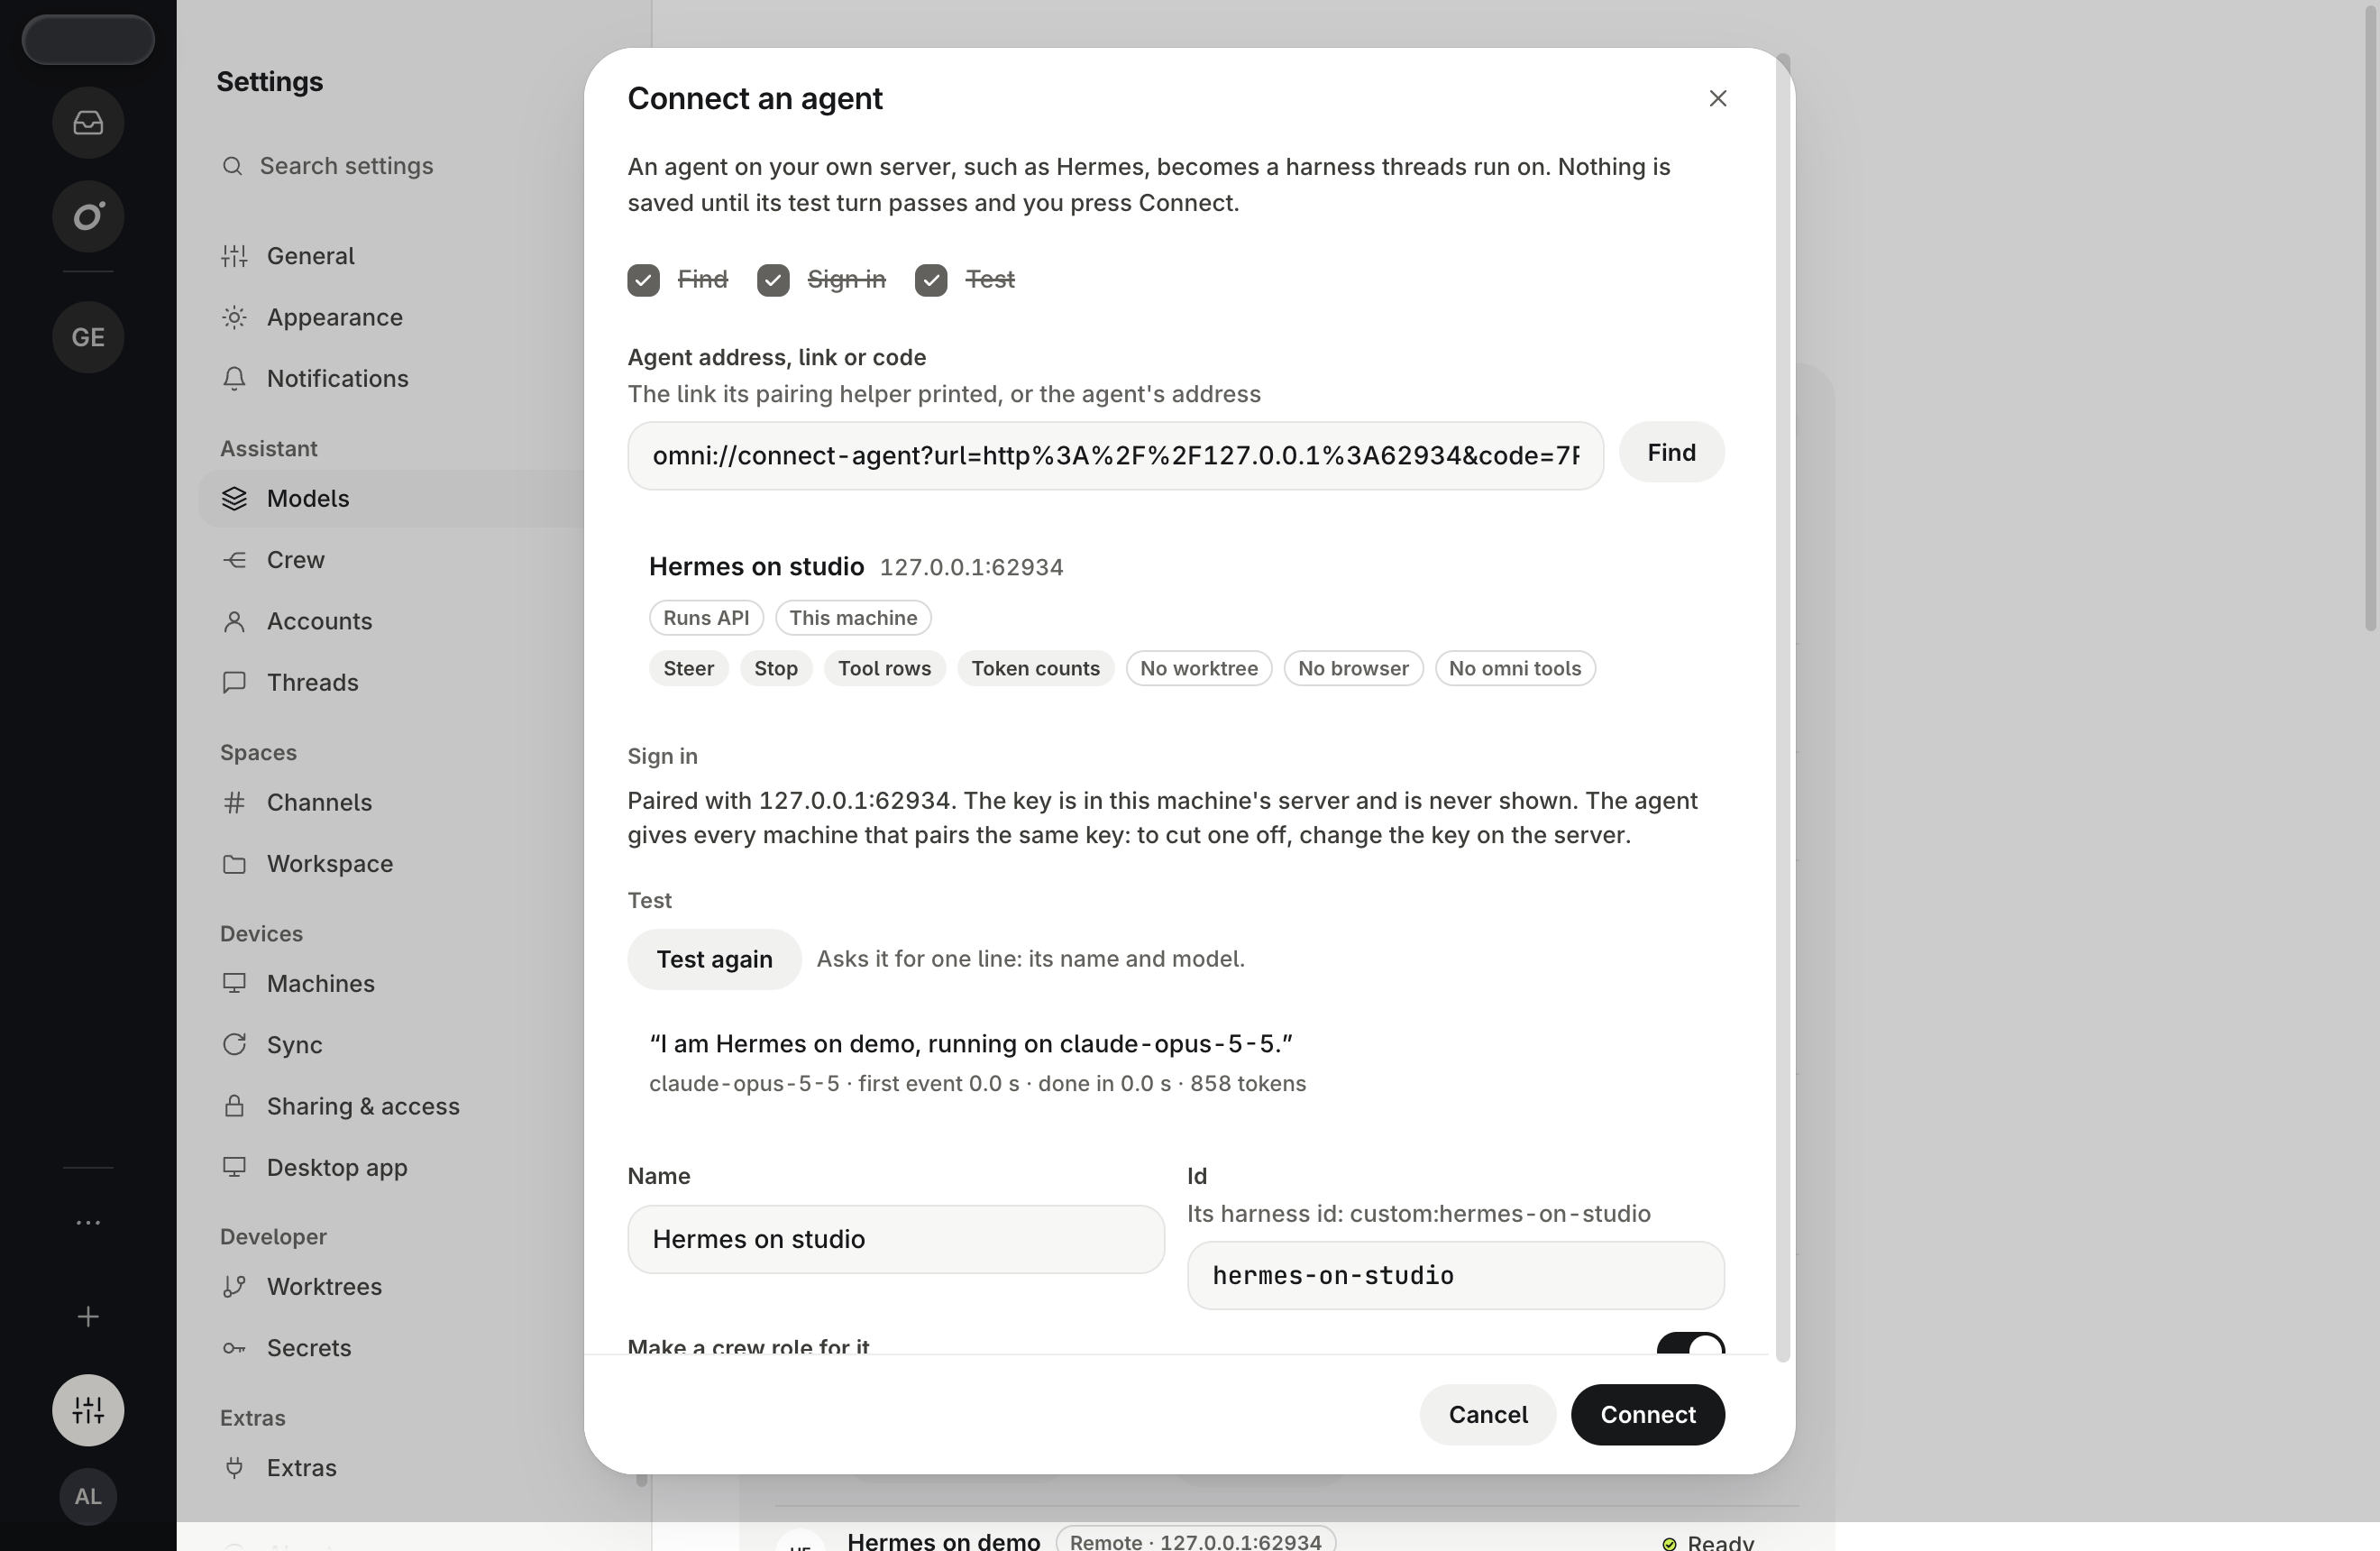 Settings
Search settings
General
Appearance
Notifications
Assistant
Models
Crew
Accounts
Threads
Spaces
Channels
Workspace
Devices
Machines
Sync
Sharing & access
Desktop app
Developer
Worktrees
Secrets
Extras
Extras
GE
AL
Connect an agent
An agent on your own server, such as Hermes, becomes a harness threads run on. Nothing is
saved until its test turn passes and you press Connect.
Find Sign in Test
Agent address, link or code
The link its pairing helper printed, or the agent's address
omni://connect-agent?url=http%3A%2F%2F127.0.0.1%3A62934&code=7F
Find
Hermes on studio 127.0.0.1:62934
Runs API This machine
Steer Stop Tool rows Token counts No worktree No browser No omni tools
Sign in
Paired with 127.0.0.1:62934. The key is in this machine's server and is never shown. The agent
gives every machine that pairs the same key: to cut one off, change the key on the server.
Test
Test again Asks it for one line: its name and model.
“I am Hermes on demo, running on claude-opus-5-5.”
claude-opus-5-5 · first event 0.0 s · done in 0.0 s · 858 tokens
Name
Hermes on studio
Id
Its harness id: custom:hermes-on-studio
hermes-on-studio
Make a crew role for it
Cancel Connect
Hermes on demo Remote · 127.0.0.1:62934 Ready